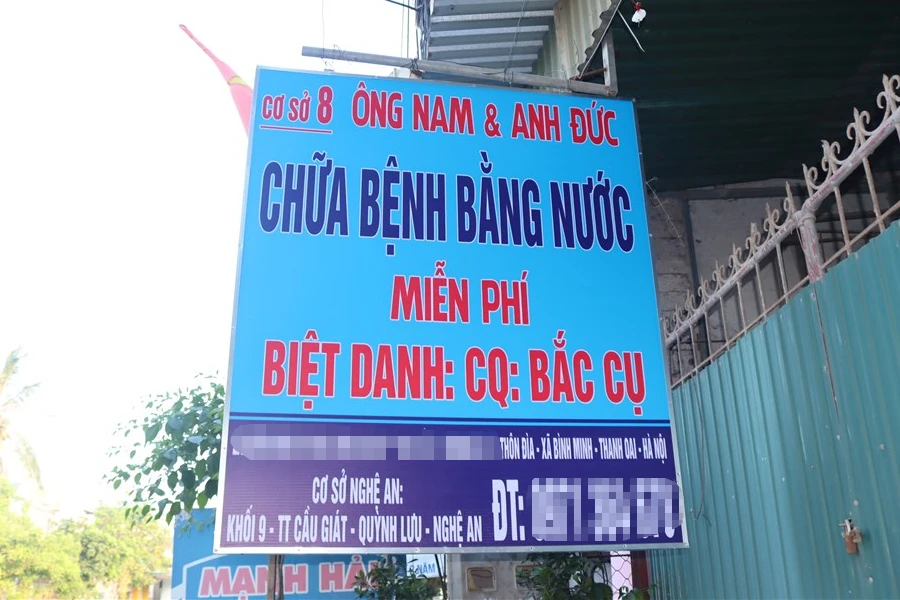 CƠ SỞ 8 ÔNG NAM & ANH ĐỨC
CHỮA BỆNH BẰNG NƯỚC
MIỄN PHÍ
BIỆT DANH: CQ: BẮC CỤ
THÔN ĐÌA - XÃ BÌNH MINH - THANH OAI - HÀ NỘI
CƠ SỞ NGHỆ AN:
KHỐI 9 - TT CẦU GIÁT - QUỲNH LƯU - NGHỆ AN
ĐT:
MẠNH HẢI
NĂM